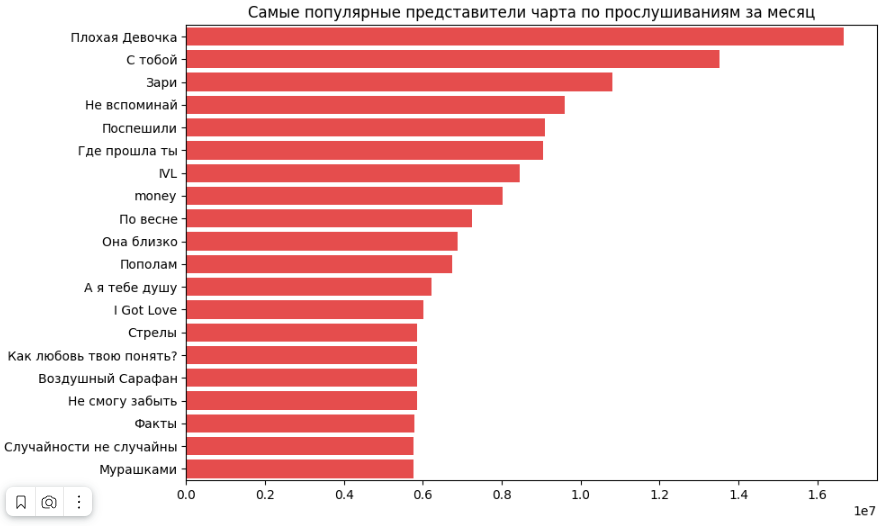 Самые популярные представители чарта по прослушиваниям за месяц
Плохая Девочка
С тобой
Зари
Не вспоминай
Поспешили
Где прошла ты
IVL
money
По весне
Она близко
Пополам
А я тебе душу
I Got Love
Стрелы
Как любовь твою понять?
Воздушный Сарафан
Не смогу забыть
Факты
Случайности не случайны
Мурашками
0.0 0.2 0.4 0.6 0.8 1.0 1.2 1.4 1.6
1e7